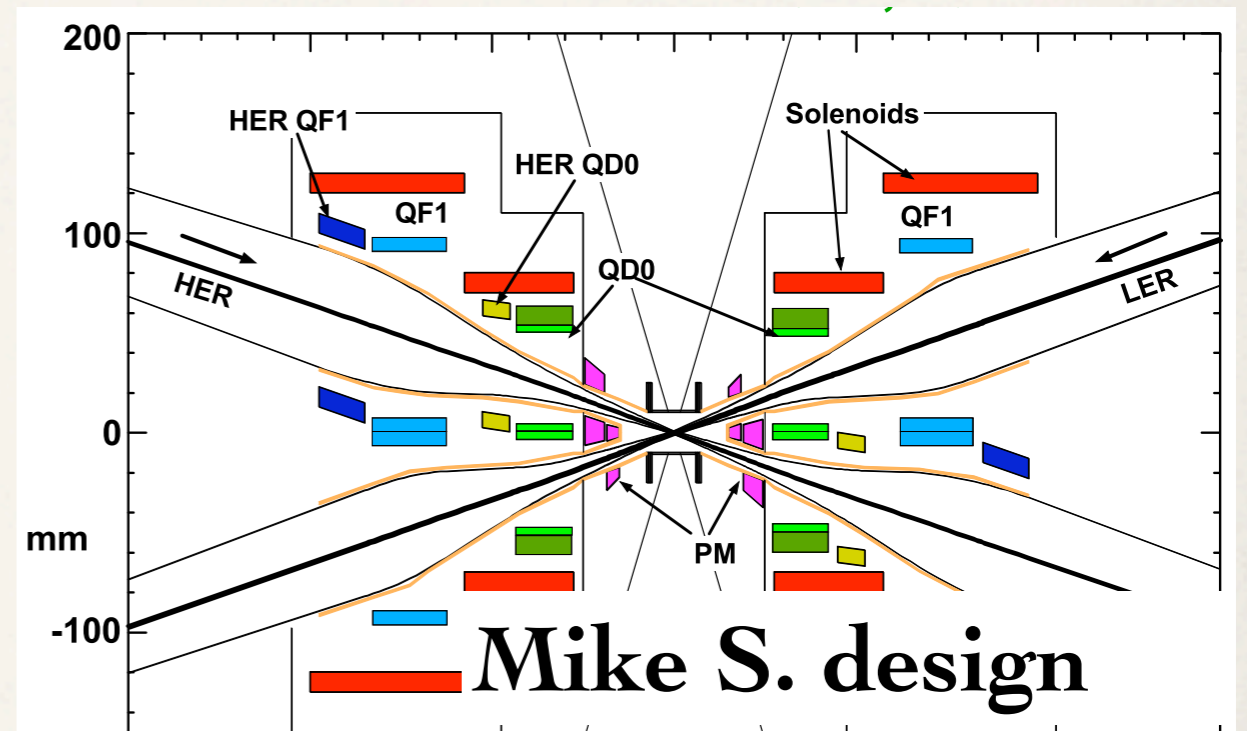 200
Solenoids
HER QF1
HER QD0
QF1
QF1
100
QD0
HER
LER
0
mm
PM
-100
Mike S. design